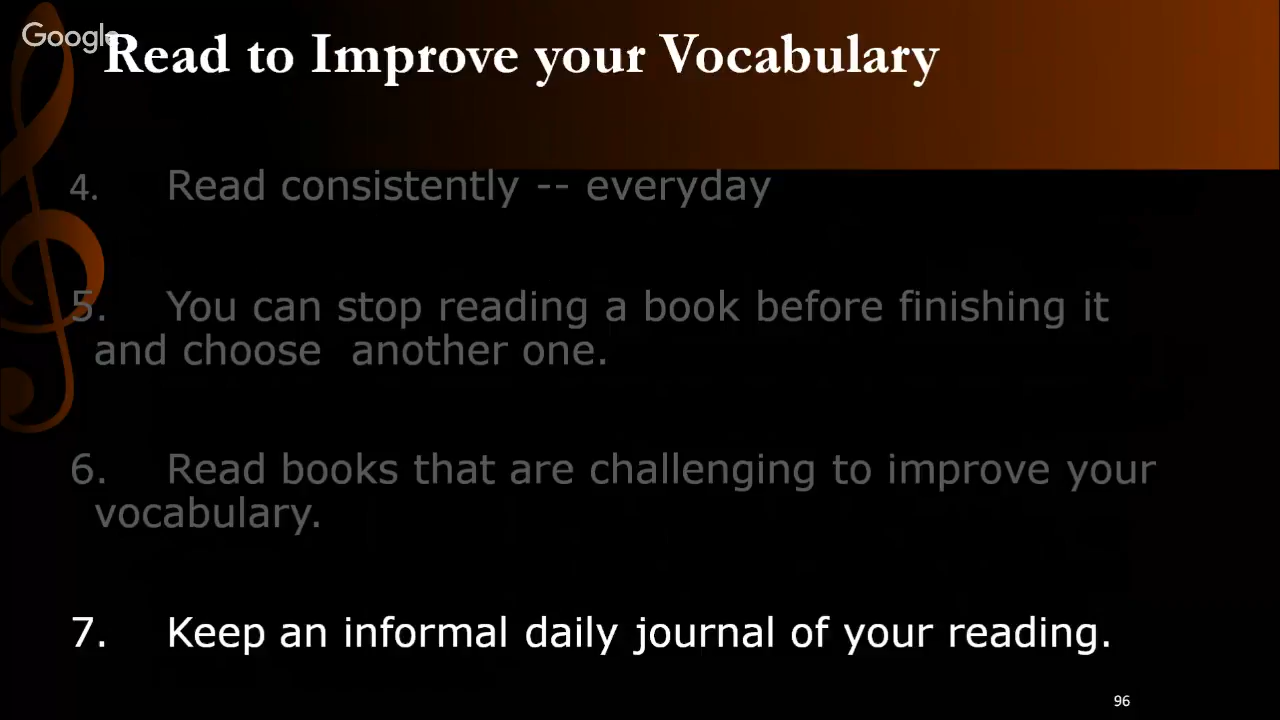 Google
Read to Improve your Vocabulary
4. Read consistently -- everyday
5. You can stop reading a book before finishing it
and choose another one.
6. Read books that are challenging to improve your
vocabulary.
7. Keep an informal daily journal of your reading.
96